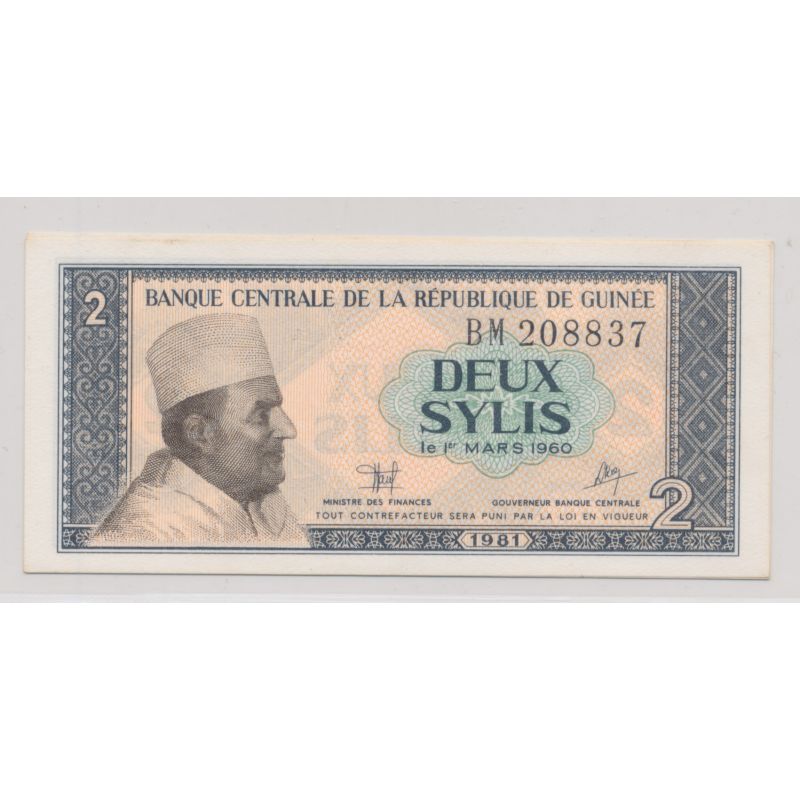 2
BANQUE CENTRALE DE LA RÉPUBLIQUE DE GUINÉE
BM 208837
DEUX
SYLIS
le 1er MARS 1960
MINISTRE DES FINANCES GOUVERNEUR BANQUE CENTRALE
TOUT CONTREFACTEUR SERA PUNI PAR LA LOI EN VIGUEUR
2
1981